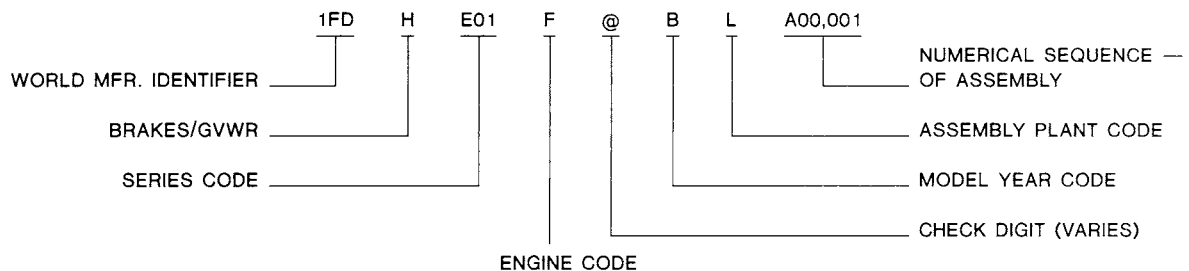 1FD H E01 F @ B L A00,001
WORLD MFR. IDENTIFIER
BRAKES/GVWR
SERIES CODE
ENGINE CODE
NUMERICAL SEQUENCE —
OF ASSEMBLY
ASSEMBLY PLANT CODE
MODEL YEAR CODE
CHECK DIGIT (VARIES)